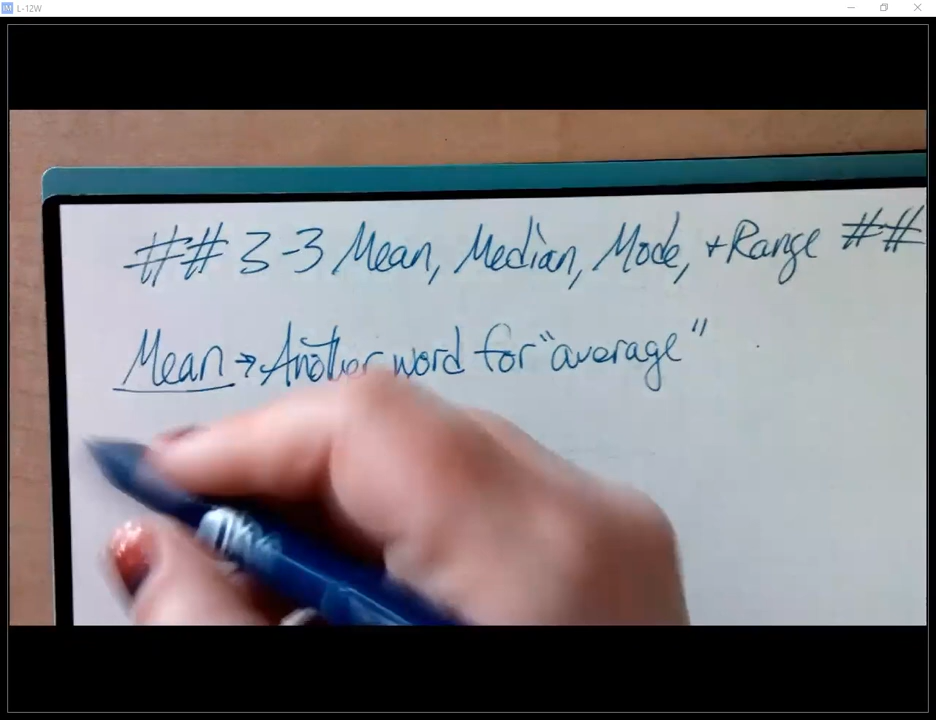 L-12W
## 3-3 Mean, Median, Mode, + Range ##
Mean → Another word for "average"